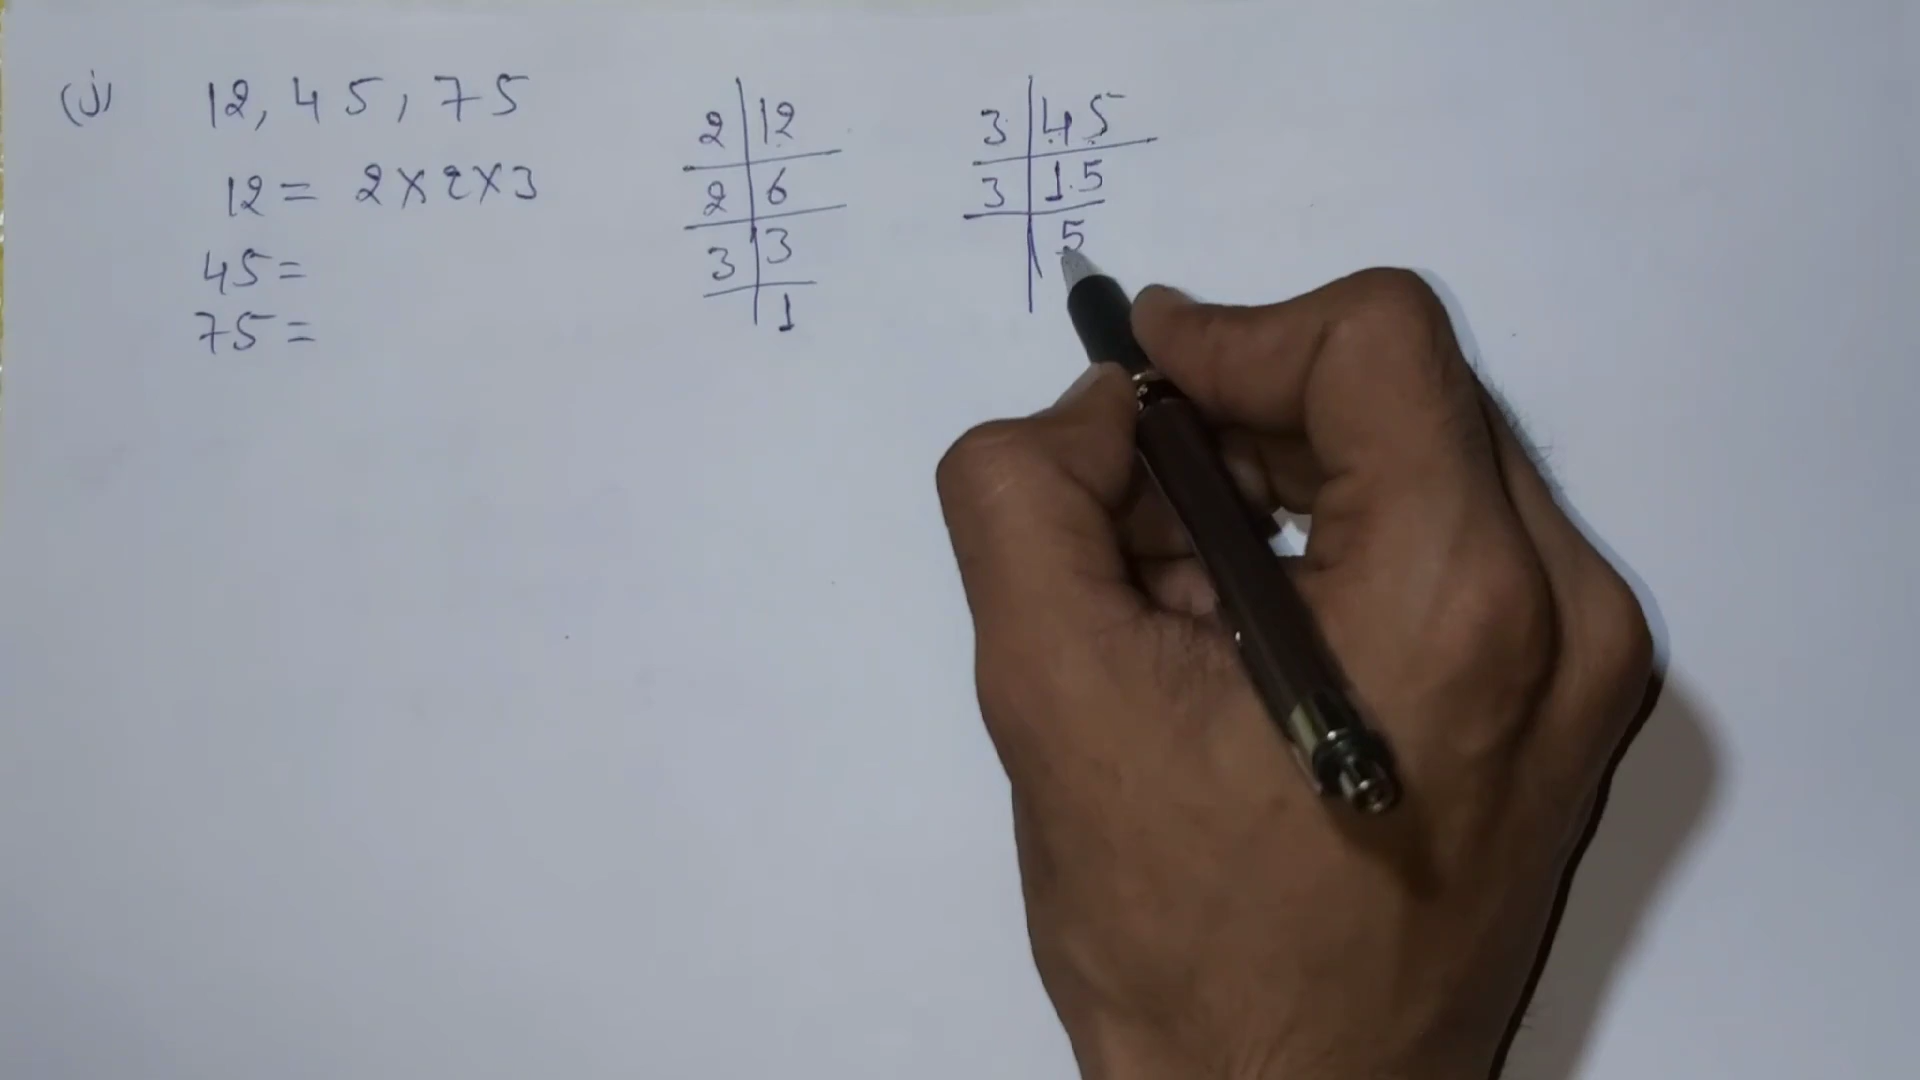 (j) 12, 45, 75
12 = 2 × 2 × 3
45 =
75 =
2 | 12
2 | 6
3 | 3
1
3 | 45
3 | 15
5